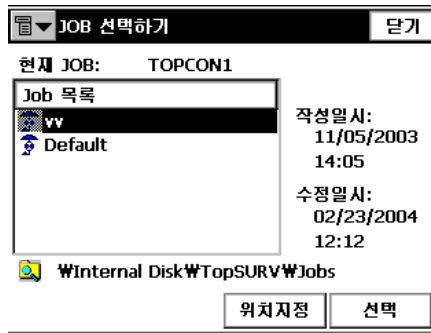 JOB 선택하기 닫기
현재 JOB: TOPCON1
Job 목록
vv
Default
작성일시:
11/05/2003
14:05
수정일시:
02/23/2004
12:12
₩Internal Disk₩TopSURV₩Jobs
위치지정 선택